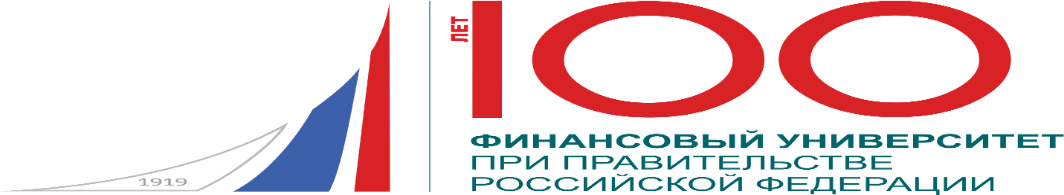 1919
ЛЕТ
100
ФИНАНСОВЫЙ УНИВЕРСИТЕТ
ПРИ ПРАВИТЕЛЬСТВЕ
РОССИЙСКОЙ ФЕДЕРАЦИИ